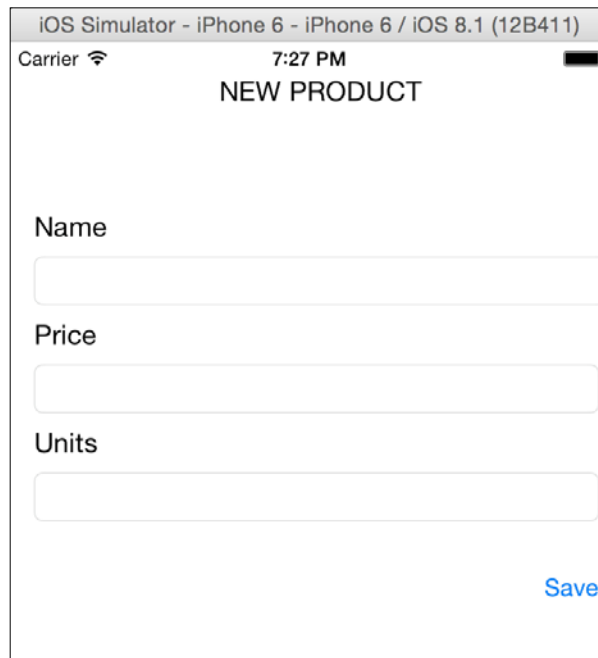 iOS Simulator - iPhone 6 - iPhone 6 / iOS 8.1 (12B411)
Carrier 7:27 PM
NEW PRODUCT
Name
Price
Units
Save